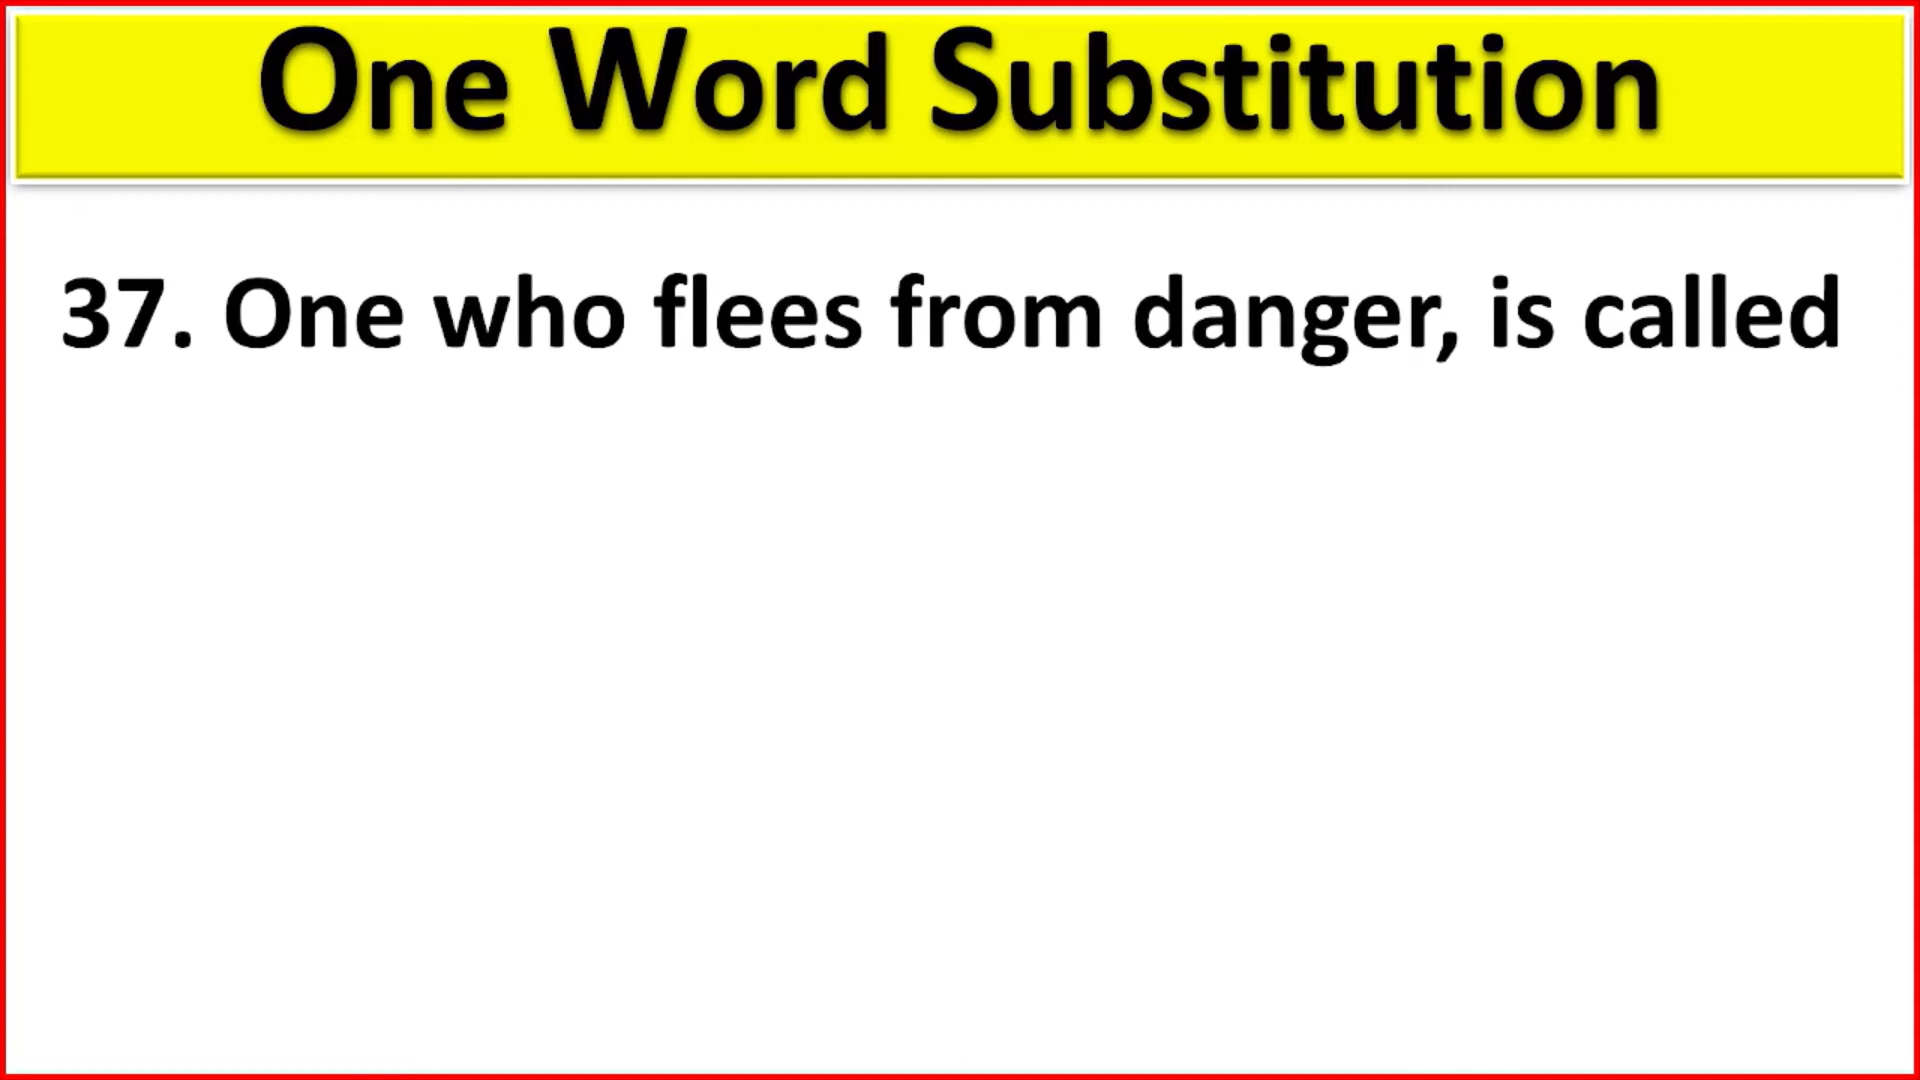 One Word Substitution
37. One who flees from danger, is called